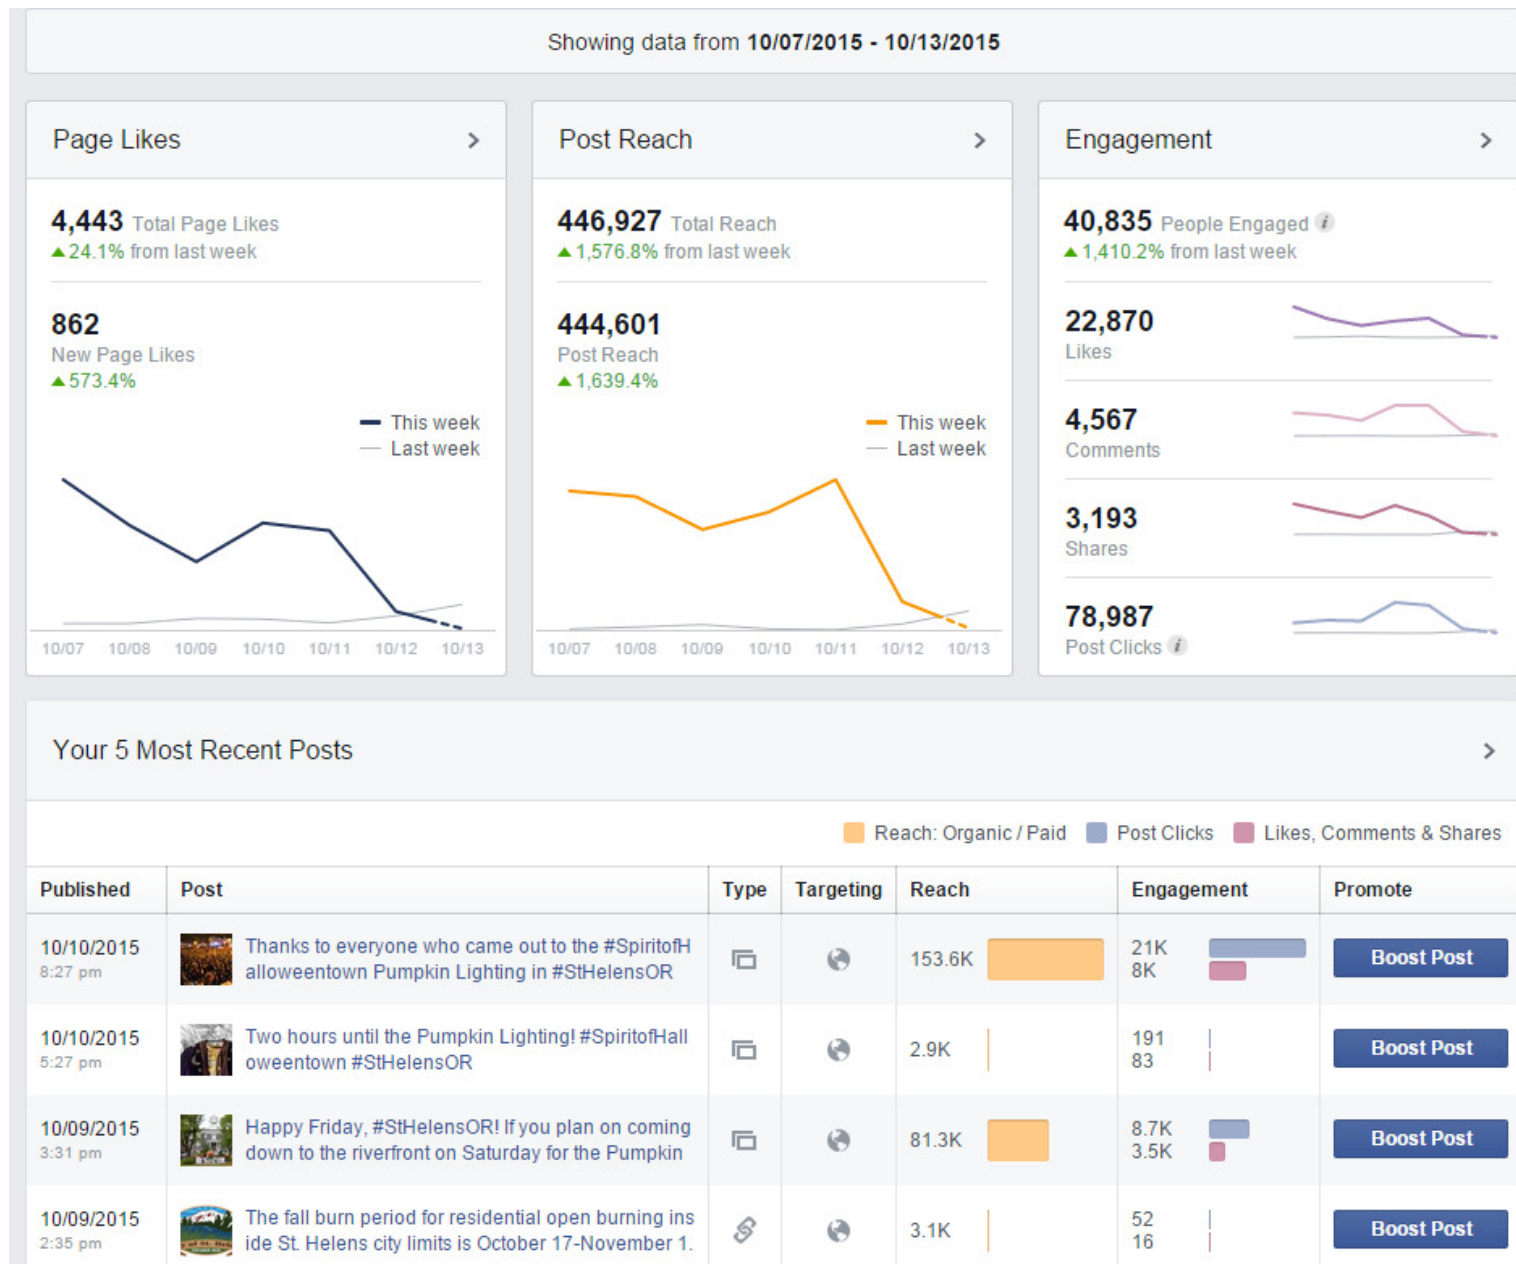 Showing data from 10/07/2015 - 10/13/2015
Page Likes
4,443 Total Page Likes
24.1% from last week
862
New Page Likes
573.4%
This week
Last week
10/07 10/08 10/09 10/10 10/11 10/12 10/13
Post Reach
446,927 Total Reach
1,576.8% from last week
444,601
Post Reach
1,639.4%
This week
Last week
10/07 10/08 10/09 10/10 10/11 10/12 10/13
Engagement
40,835 People Engaged i
1,410.2% from last week
22,870
Likes
4,567
Comments
3,193
Shares
78,987
Post Clicks i
Your 5 Most Recent Posts
Reach: Organic / Paid Post Clicks Likes, Comments & Shares
Published Post Type Targeting Reach Engagement Promote
10/10/2015
8:27 pm
Thanks to everyone who came out to the #SpiritofH
alloweentown Pumpkin Lighting in #StHelensOR
153.6K
21K
8K
Boost Post
10/10/2015
5:27 pm
Two hours until the Pumpkin Lighting! #SpiritofHall
oweentown #StHelensOR
2.9K
191
83
Boost Post
10/09/2015
3:31 pm
Happy Friday, #StHelensOR! If you plan on coming
down to the riverfront on Saturday for the Pumpkin
81.3K
8.7K
3.5K
Boost Post
10/09/2015
2:35 pm
The fall burn period for residential open burning ins
ide St. Helens city limits is October 17-November 1.
3.1K
52
16
Boost Post